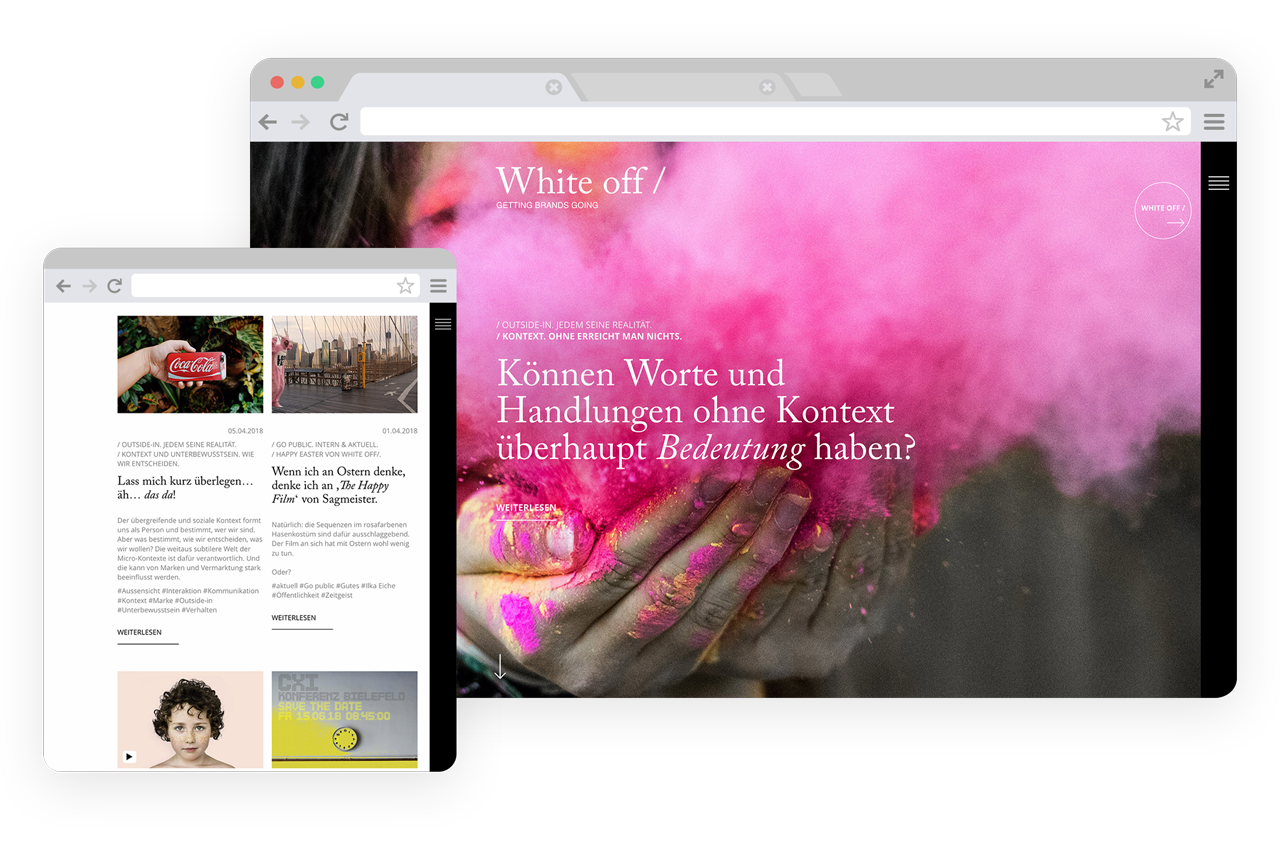 White off /
GETTING BRANDS GOING
WHITE OFF /
/ OUTSIDE-IN. JEDEM SEINE REALITÄT.
/ KONTEXT. OHNE ERREICHT MAN NICHTS.
Können Worte und
Handlungen ohne Kontext
überhaupt Bedeutung haben?
WEITERLESEN
Coca-Cola
05.04.2018
/ OUTSIDE-IN. JEDEM SEINE REALITÄT.
/ KONTEXT UND UNTERBEWUSSTSEIN. WIE
WIR ENTSCHEIDEN.
Lass mich kurz überlegen…
äh… das da!
Der übergreifende und soziale Kontext formt
uns als Person und bestimmt, wer wir sind.
Aber was bestimmt, wie wir entscheiden, was
wir wollen? Die weitaus subtilere Welt der
Micro-Kontexte ist dafür verantwortlich. Und
die kann von Marken und Vermarktung stark
beeinflusst werden.
#Aussensicht #Interaktion #Kommunikation
#Kontext #Marke #Outside-in
#Unterbewusstsein #Verhalten
WEITERLESEN
01.04.2018
/ GO PUBLIC. INTERN & AKTUELL.
/ HAPPY EASTER VON WHITE OFF/.
Wenn ich an Ostern denke,
denke ich an ‚The Happy
Film‘ von Sagmeister.
Natürlich: die Sequenzen im rosafarbenen
Hasenkostüm sind dafür ausschlaggebend.
Der Film an sich hat mit Ostern wohl wenig
zu tun.
Oder?
#aktuell #Go public #Gutes #Ilka Eiche
#Öffentlichkeit #Zeitgeist
WEITERLESEN
CXI
KONFERENZ BIELEFELD
SAVE THE DATE
FR 15.06.18 08:45:00